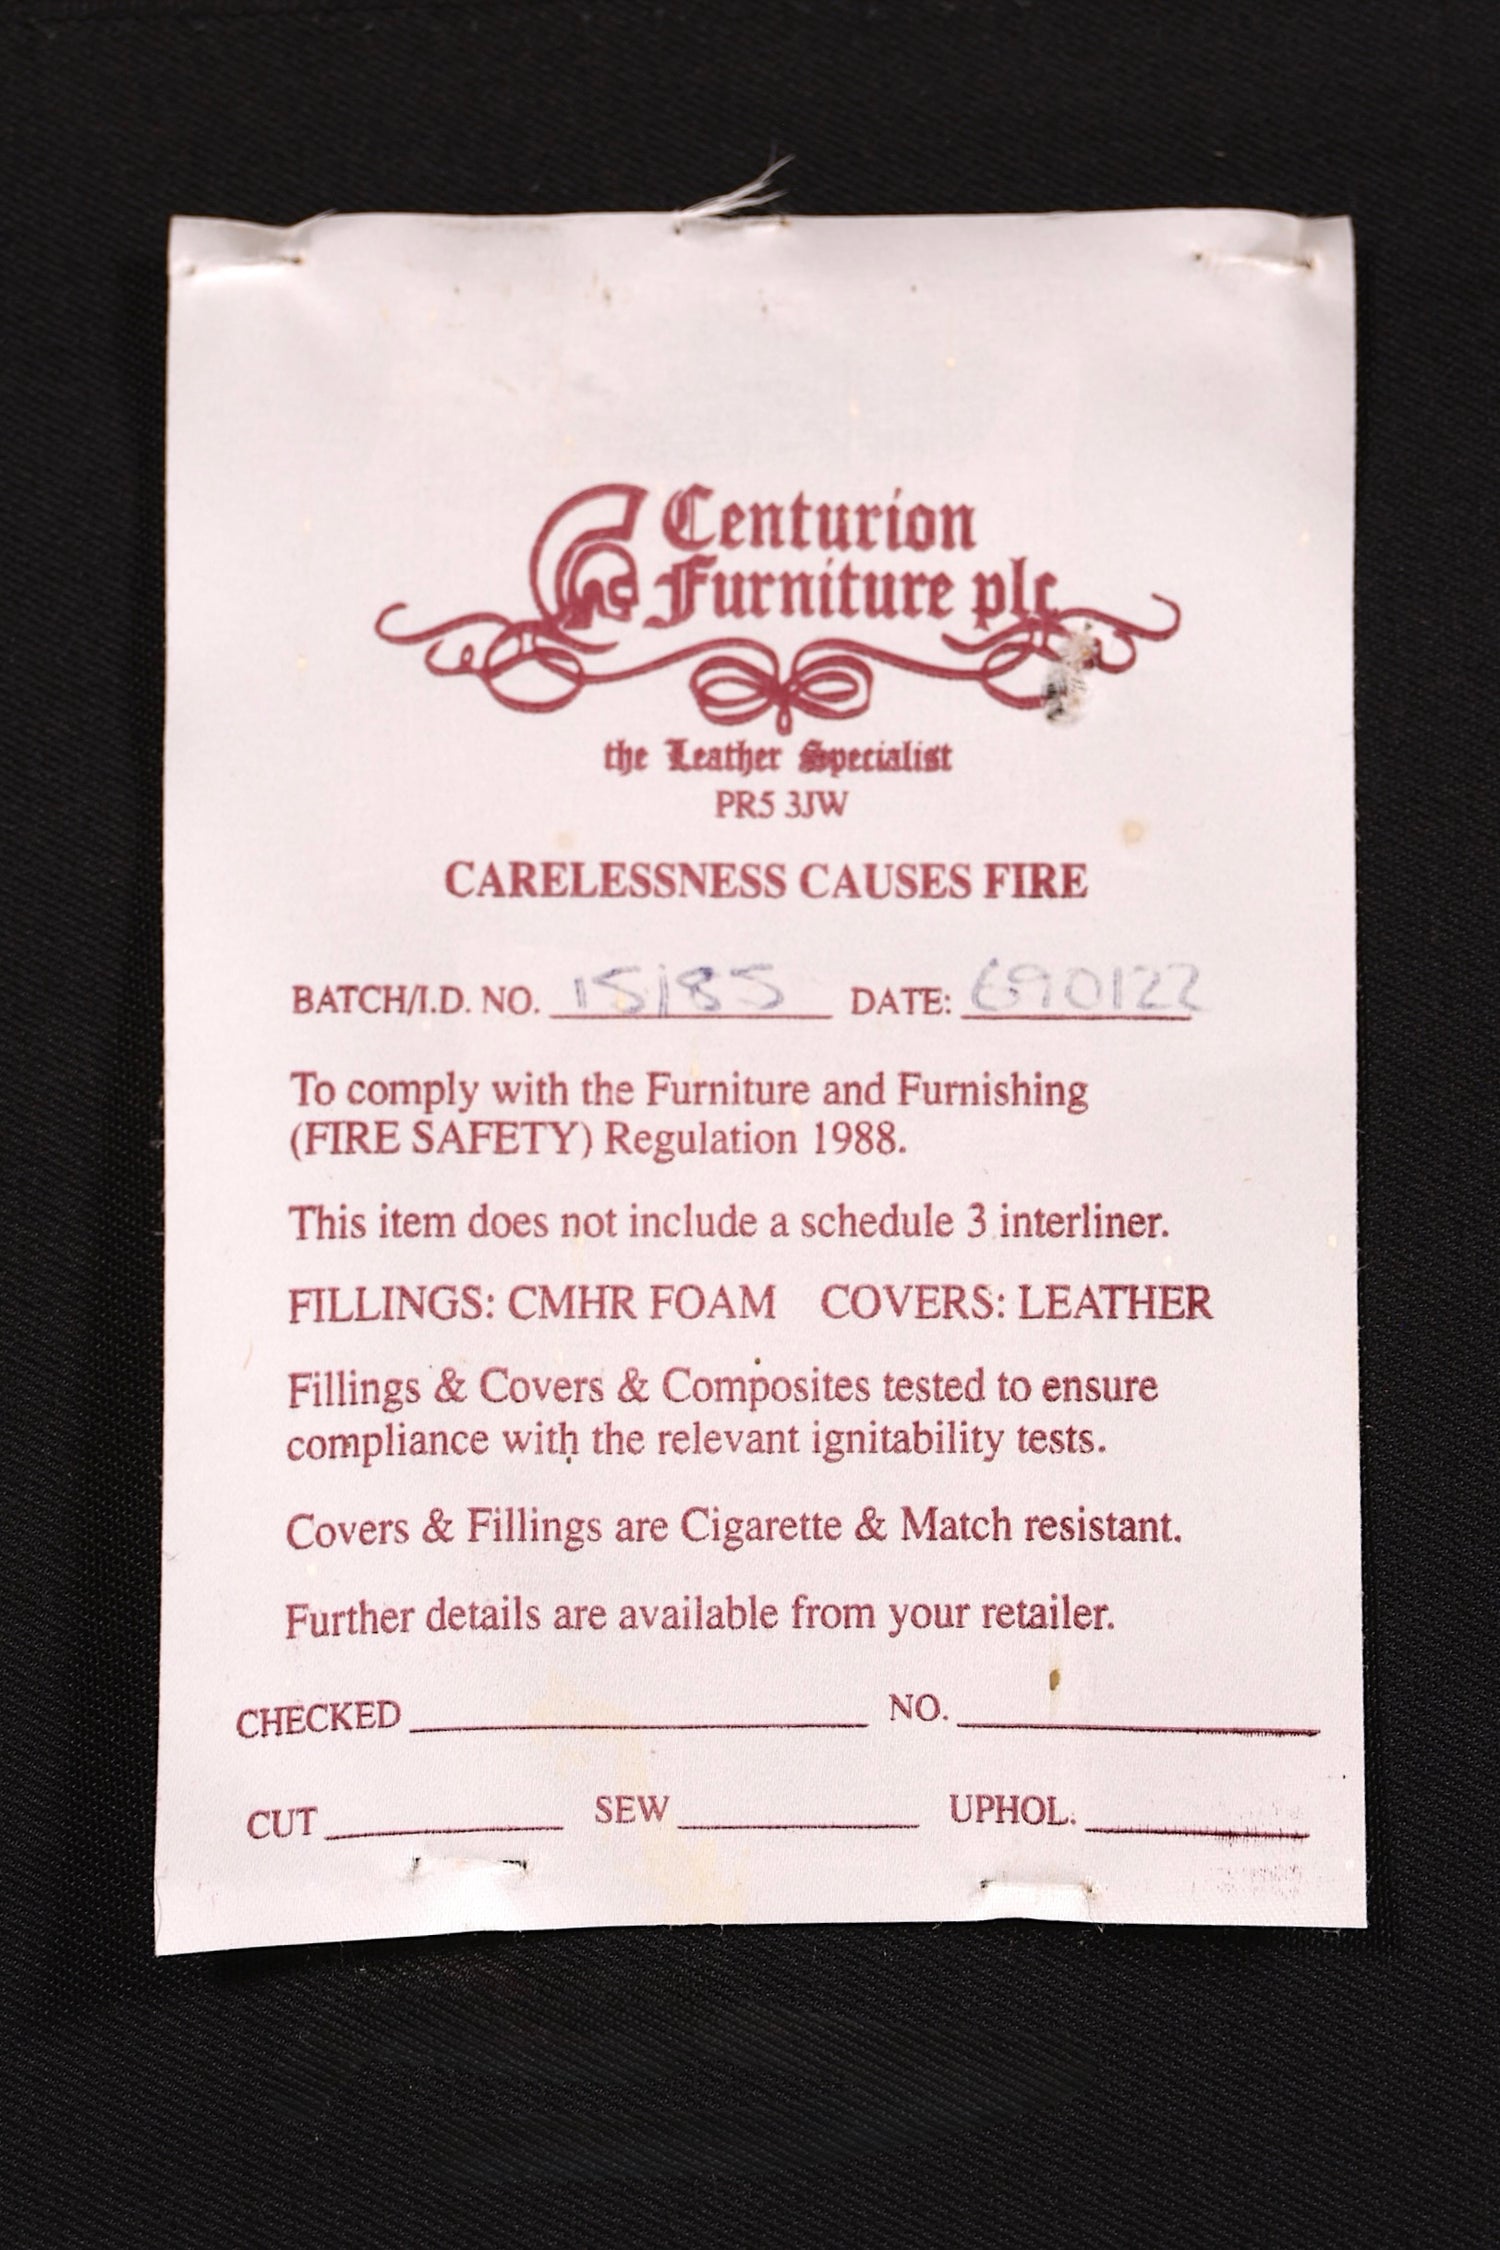 Centurion
Furniture plc
the Leather Specialist
PR5 3JW
CARELESSNESS CAUSES FIRE
BATCH/I.D. NO. 15/85 DATE: 690122
To comply with the Furniture and Furnishing
(FIRE SAFETY) Regulation 1988.
This item does not include a schedule 3 interliner.
FILLINGS: CMHR FOAM COVERS: LEATHER
Fillings & Covers & Composites tested to ensure
compliance with the relevant ignitability tests.
Covers & Fillings are Cigarette & Match resistant.
Further details are available from your retailer.
CHECKED NO.
CUT SEW UPHOL.